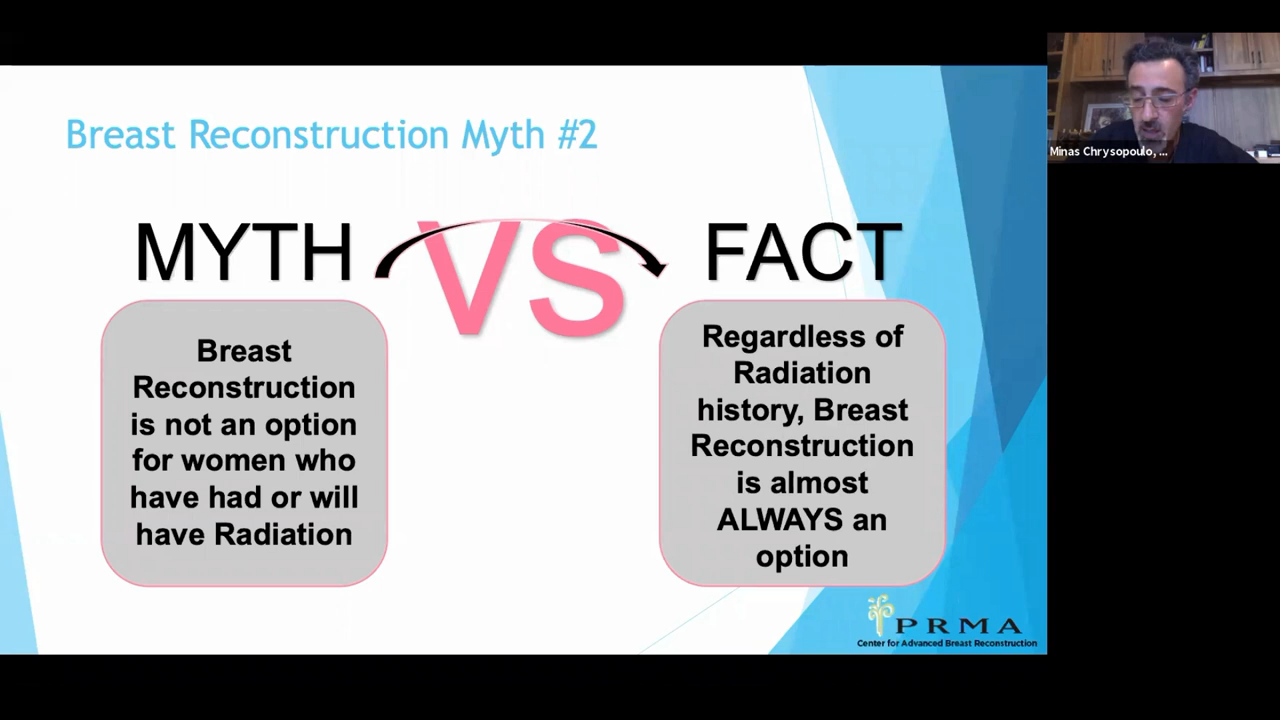 Breast Reconstruction Myth #2
MYTH
VS
FACT
Breast
Reconstruction
is not an option
for women who
have had or will
have Radiation
Regardless of
Radiation
history, Breast
Reconstruction
is almost
ALWAYS an
option
PRMA
Center for Advanced Breast Reconstruction
Minas Chrysopoulo, ...